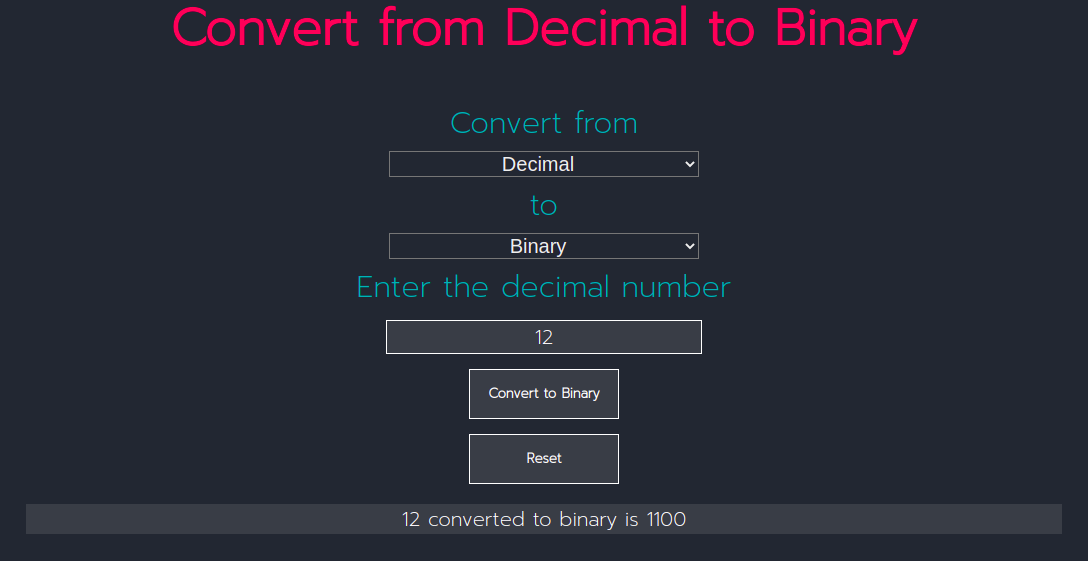 Convert from Decimal to Binary
Convert from
Decimal
to
Binary
Enter the decimal number
12
Convert to Binary
Reset
12 converted to binary is 1100